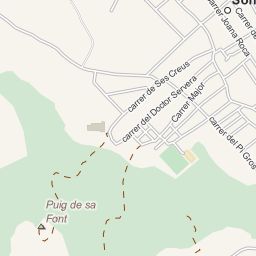 Carrer Joana Roca
carrer de Ses Creus
carrer del Doctor Servera
Carrer Major
carrer del Pi Gros
Puig de sa
Font